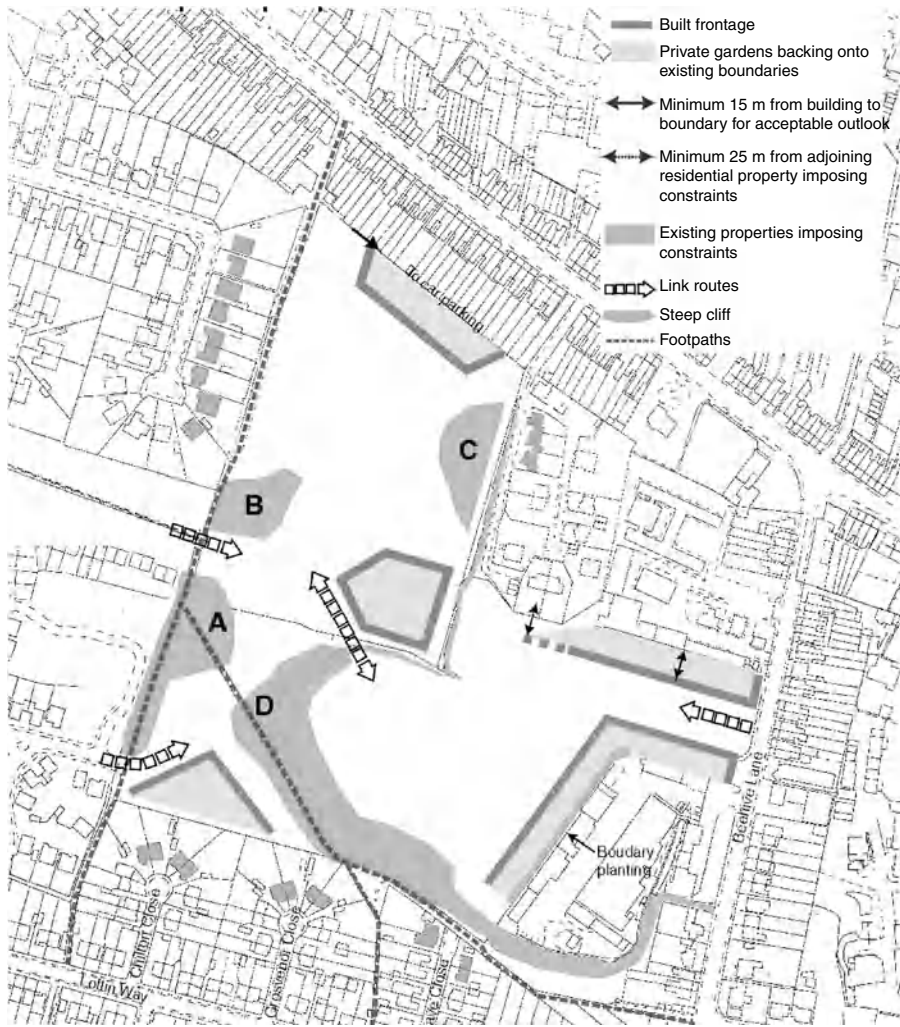 Built frontage
Private gardens backing onto
existing boundaries
Minimum 15 m from building to
boundary for acceptable outlook
Minimum 25 m from adjoining
residential property imposing
constraints
Existing properties imposing
constraints
Link routes
Steep cliff
Footpaths
To car parking
C
B
A
D
Beehive Lane
Boudary
planting
Chilton Close
Grosvenor Close
Close
Way